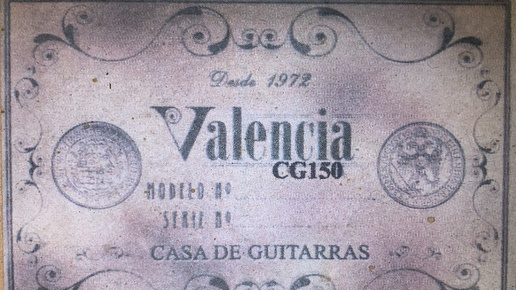 Desde 1972
Valencia
CG150
MODELO Nº
SERIE Nº
CASA DE GUITARRAS